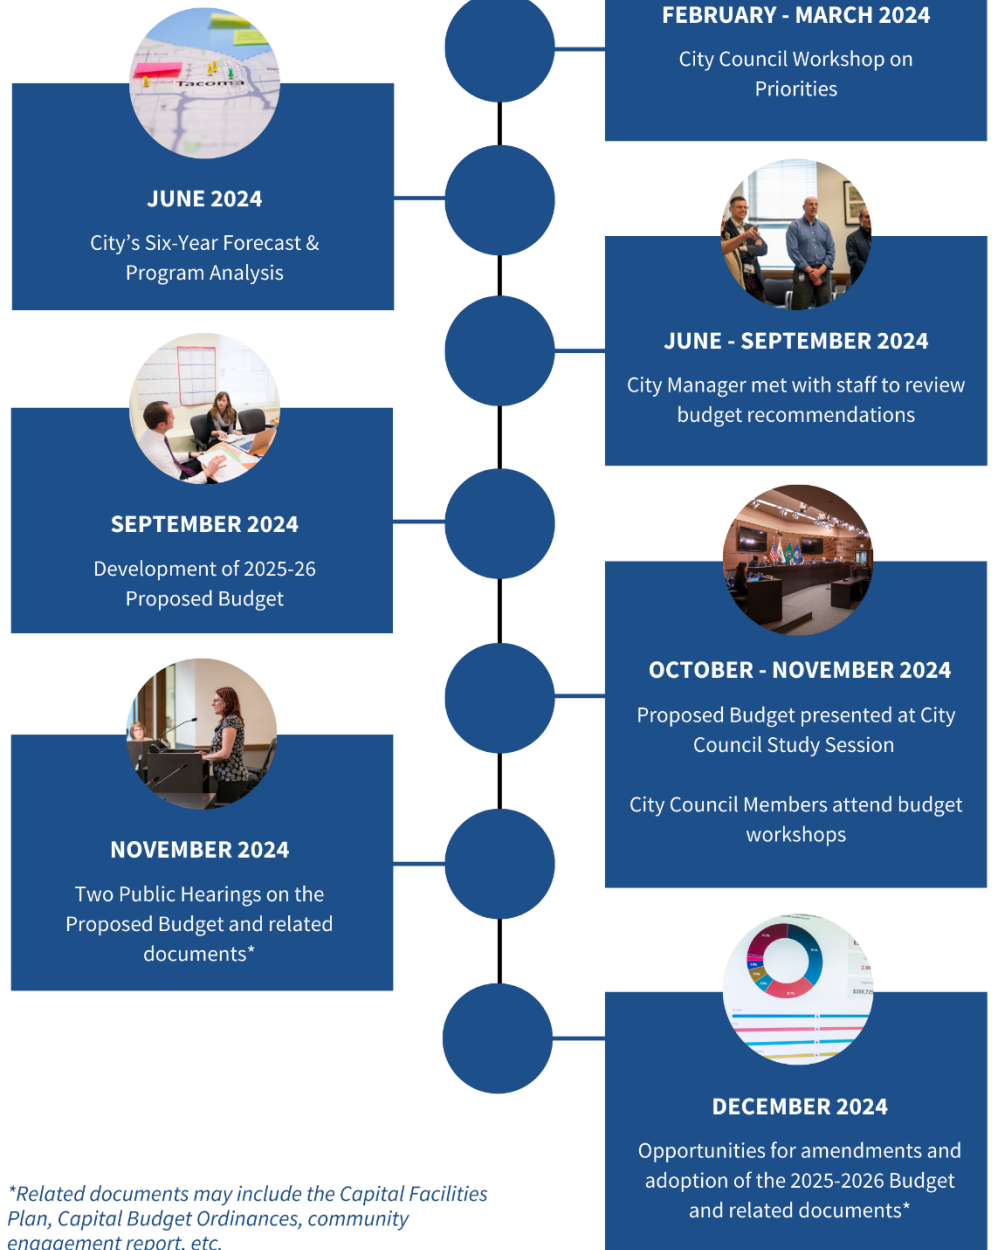 FEBRUARY - MARCH 2024
City Council Workshop on
Priorities
Tacoma
JUNE 2024
City’s Six-Year Forecast &
Program Analysis
JUNE - SEPTEMBER 2024
City Manager met with staff to review
budget recommendations
SEPTEMBER 2024
Development of 2025-26
Proposed Budget
OCTOBER - NOVEMBER 2024
Proposed Budget presented at City
Council Study Session
City Council Members attend budget
workshops
NOVEMBER 2024
Two Public Hearings on the
Proposed Budget and related
documents*
DECEMBER 2024
Opportunities for amendments and
adoption of the 2025-2026 Budget
and related documents*
*Related documents may include the Capital Facilities
Plan, Capital Budget Ordinances, community
engagement report, etc.